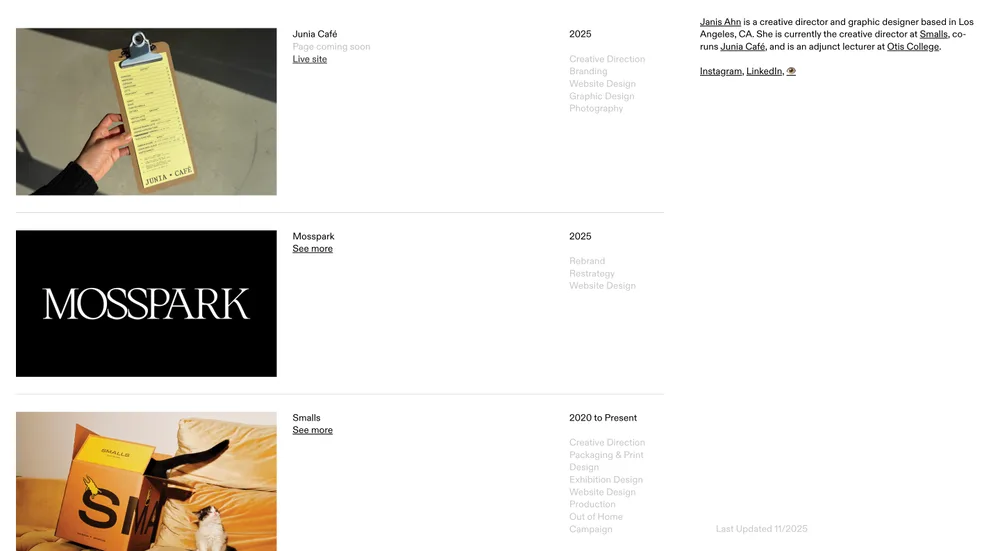 Junia Café
Page coming soon
Live site
2025
Creative Direction
Branding
Website Design
Graphic Design
Photography
JUNIA • CAFÉ
Mosspark
See more
2025
Rebrand
Restrategy
Website Design
MOSSPARK
Smalls
See more
2020 to Present
Creative Direction
Packaging & Print
Design
Exhibition Design
Website Design
Production
Out of Home
Campaign
SMALLS
SMA
Janis Ahn is a creative director and graphic designer based in Los
Angeles, CA. She is currently the creative director at Smalls, co-
runs Junia Café, and is an adjunct lecturer at Otis College.
Instagram, LinkedIn, 👁
Last Updated 11/2025